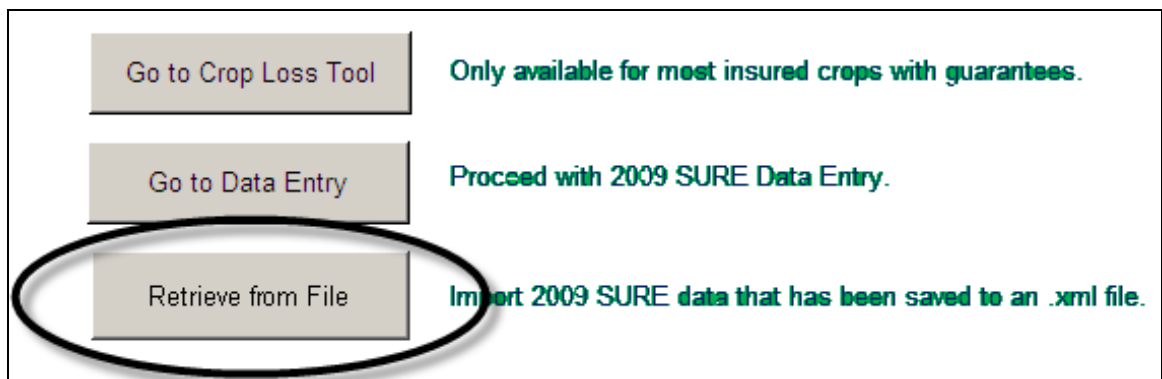 Go to Crop Loss Tool Only available for most insured crops with guarantees.
Go to Data Entry Proceed with 2009 SURE Data Entry.
Retrieve from File Import 2009 SURE data that has been saved to an .xml file.